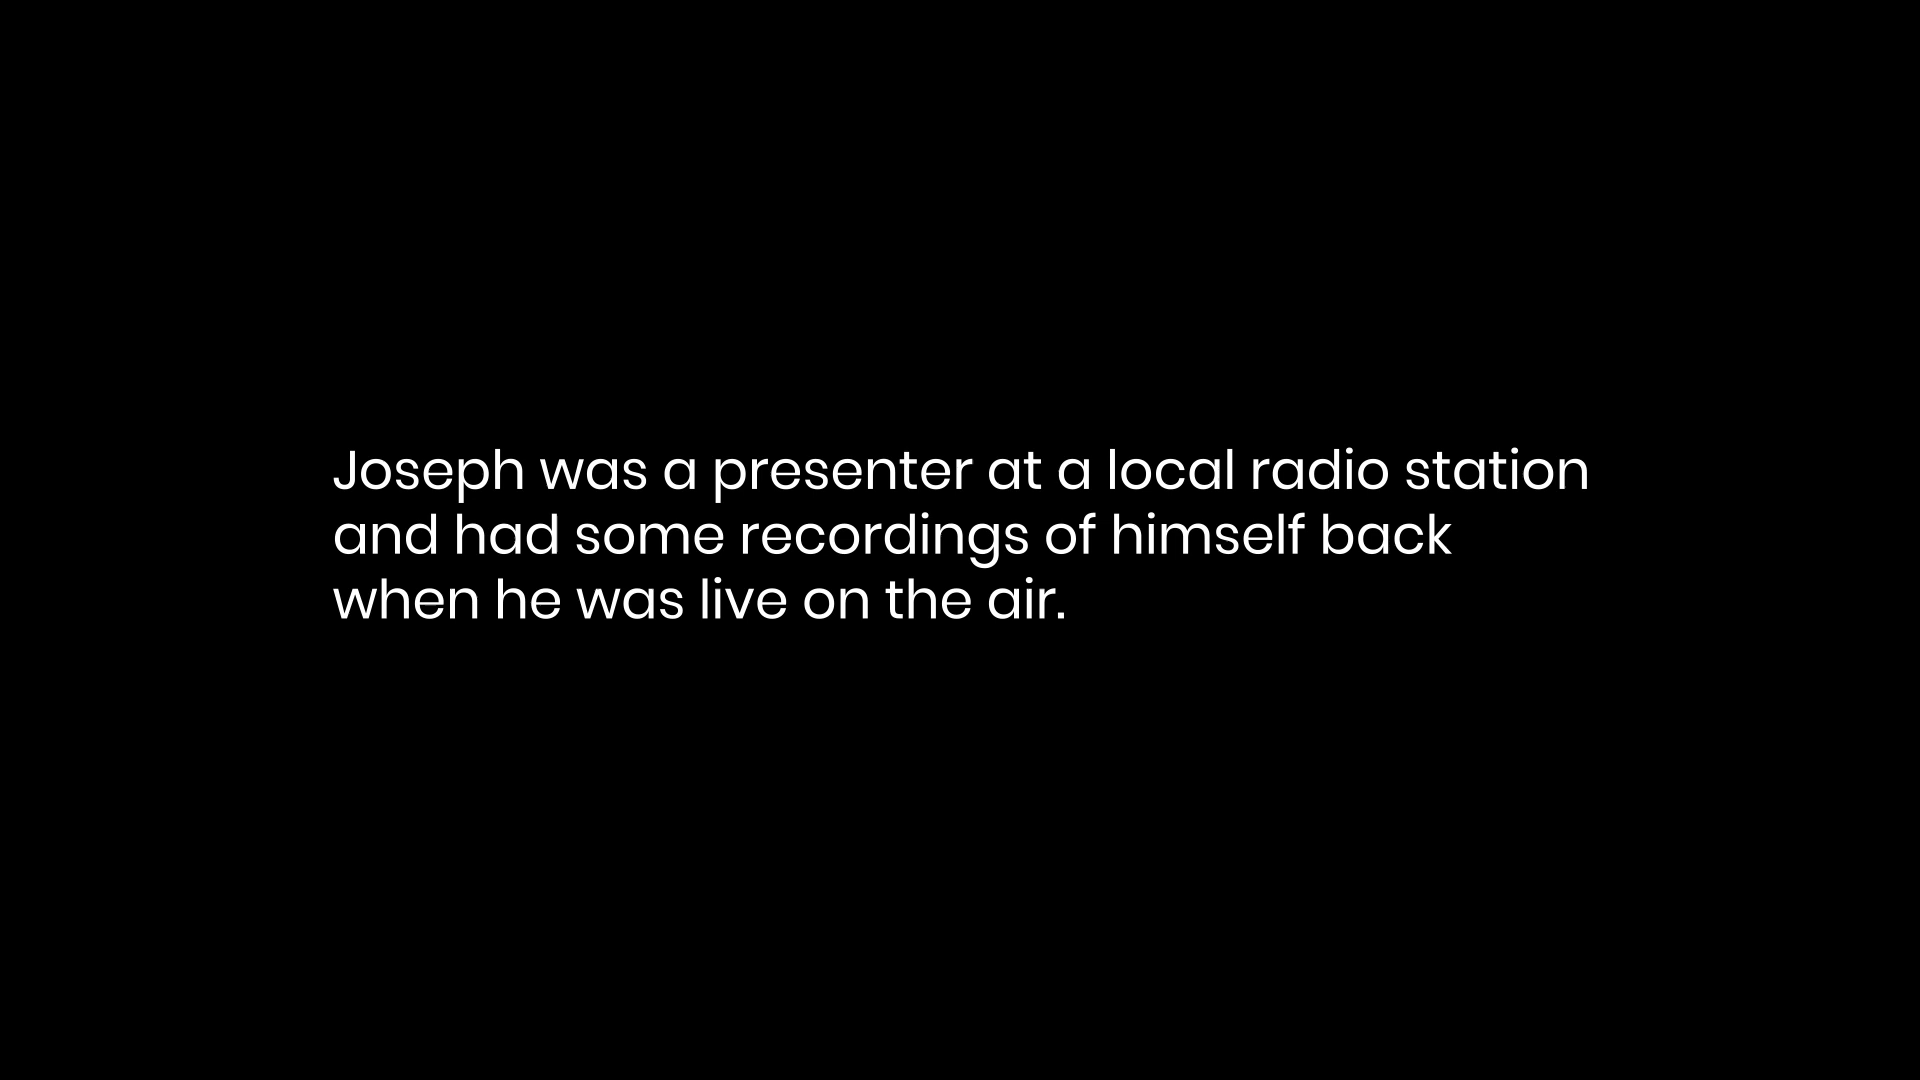 Joseph was a presenter at a local radio station
and had some recordings of himself back
when he was live on the air.